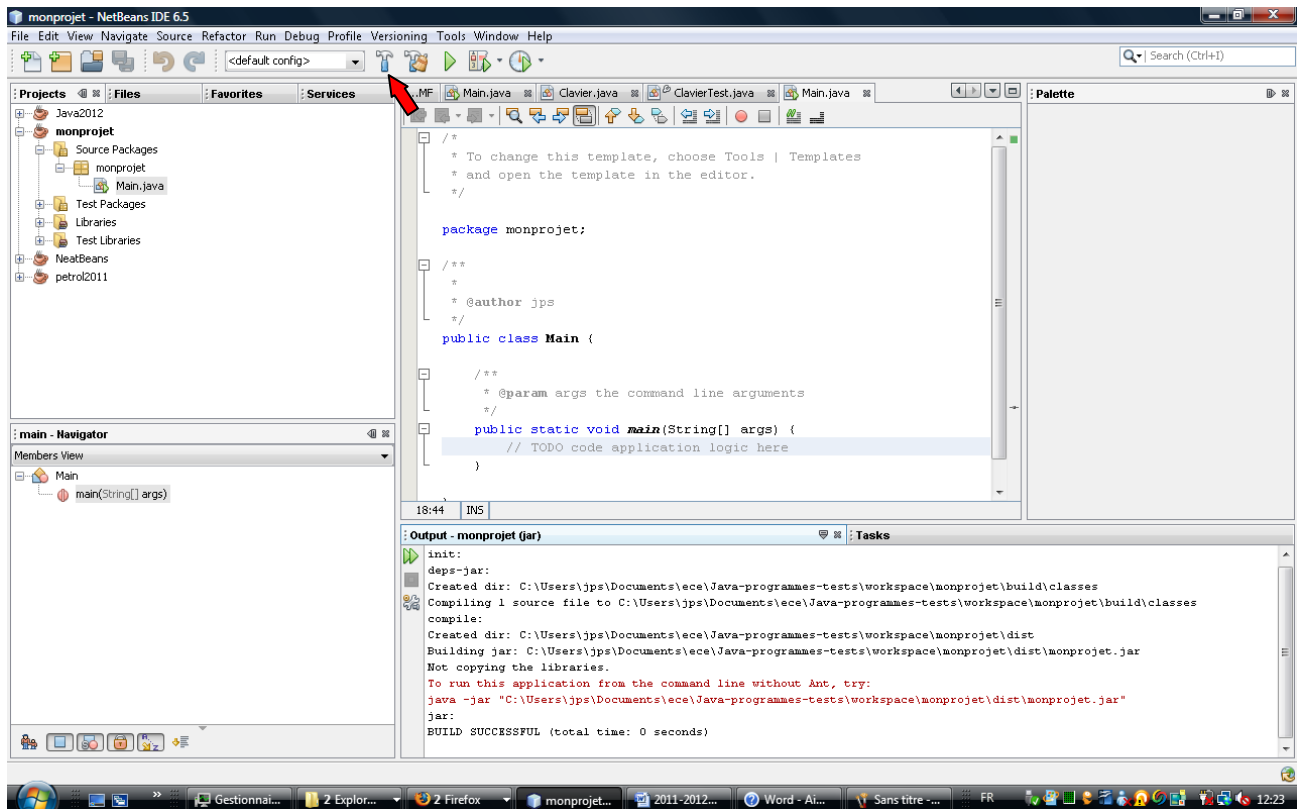 monprojet - NetBeans IDE 6.5
File Edit View Navigate Source Refactor Run Debug Profile Versioning Tools Window Help
<default config>
Search (Ctrl+I)
Projects Files Favorites Services
...MF Main.java Clavier.java ClavierTest.java Main.java
Palette
Java2012
monprojet
Source Packages
monprojet
Main.java
Test Packages
Libraries
Test Libraries
NeatBeans
petrol2011
/*
* To change this template, choose Tools | Templates
* and open the template in the editor.
*/
package monprojet;
/**
*
* @author jps
*/
public class Main {
/**
* @param args the command line arguments
*/
public static void main(String[] args) {
// TODO code application logic here
}
18:44 INS
main - Navigator
Members View
Main
main(String[] args)
Output - monprojet (jar) Tasks
init:
deps-jar:
Created dir: C:\Users\jps\Documents\ece\Java-programmes-tests\workspace\monprojet\build\classes
Compiling 1 source file to C:\Users\jps\Documents\ece\Java-programmes-tests\workspace\monprojet\build\classes
compile:
Created dir: C:\Users\jps\Documents\ece\Java-programmes-tests\workspace\monprojet\dist
Building jar: C:\Users\jps\Documents\ece\Java-programmes-tests\workspace\monprojet\dist\monprojet.jar
Not copying the libraries.
To run this application from the command line without Ant, try:
java -jar "C:\Users\jps\Documents\ece\Java-programmes-tests\workspace\monprojet\dist\monprojet.jar"
jar:
BUILD SUCCESSFUL (total time: 0 seconds)
Gestionnai... 2 Explor... 2 Firefox monprojet... 2011-2012... Word - Ai... Sans titre -... FR 12:23